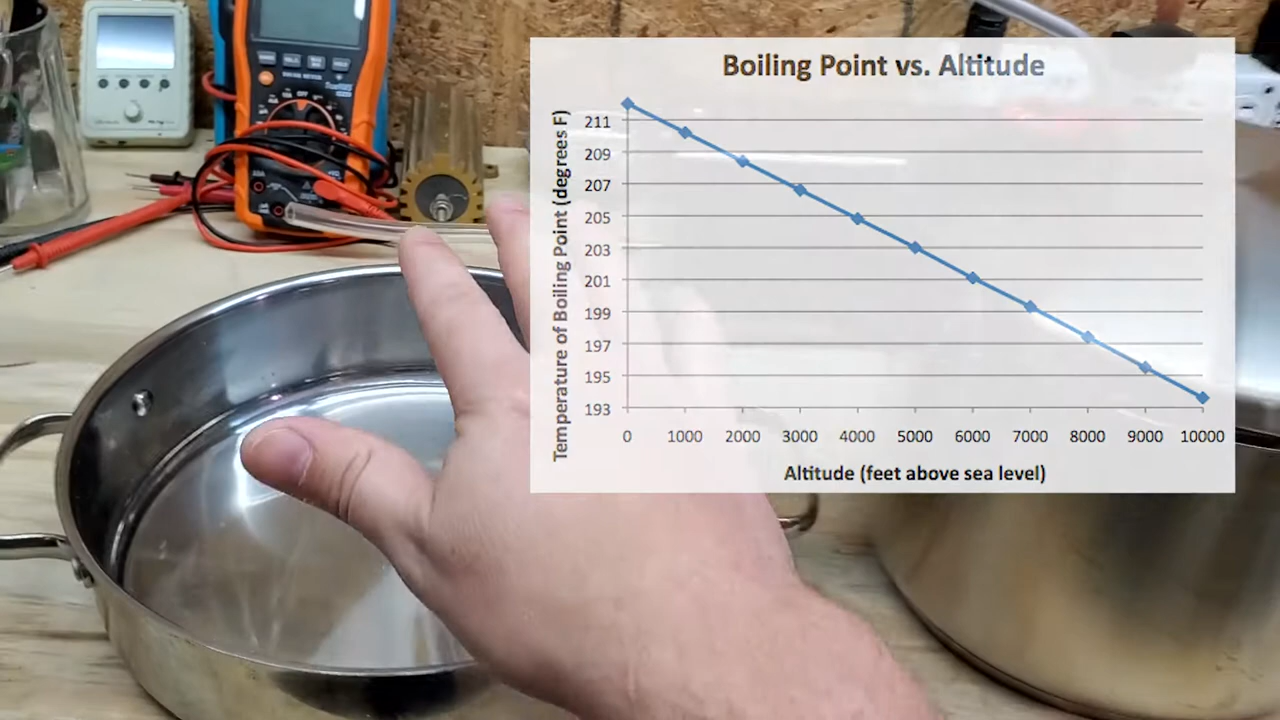 Boiling Point vs. Altitude
Temperature of Boiling Point (degrees F)
211
209
207
205
203
201
199
197
195
193
0 1000 2000 3000 4000 5000 6000 7000 8000 9000 10000
Altitude (feet above sea level)
OFF